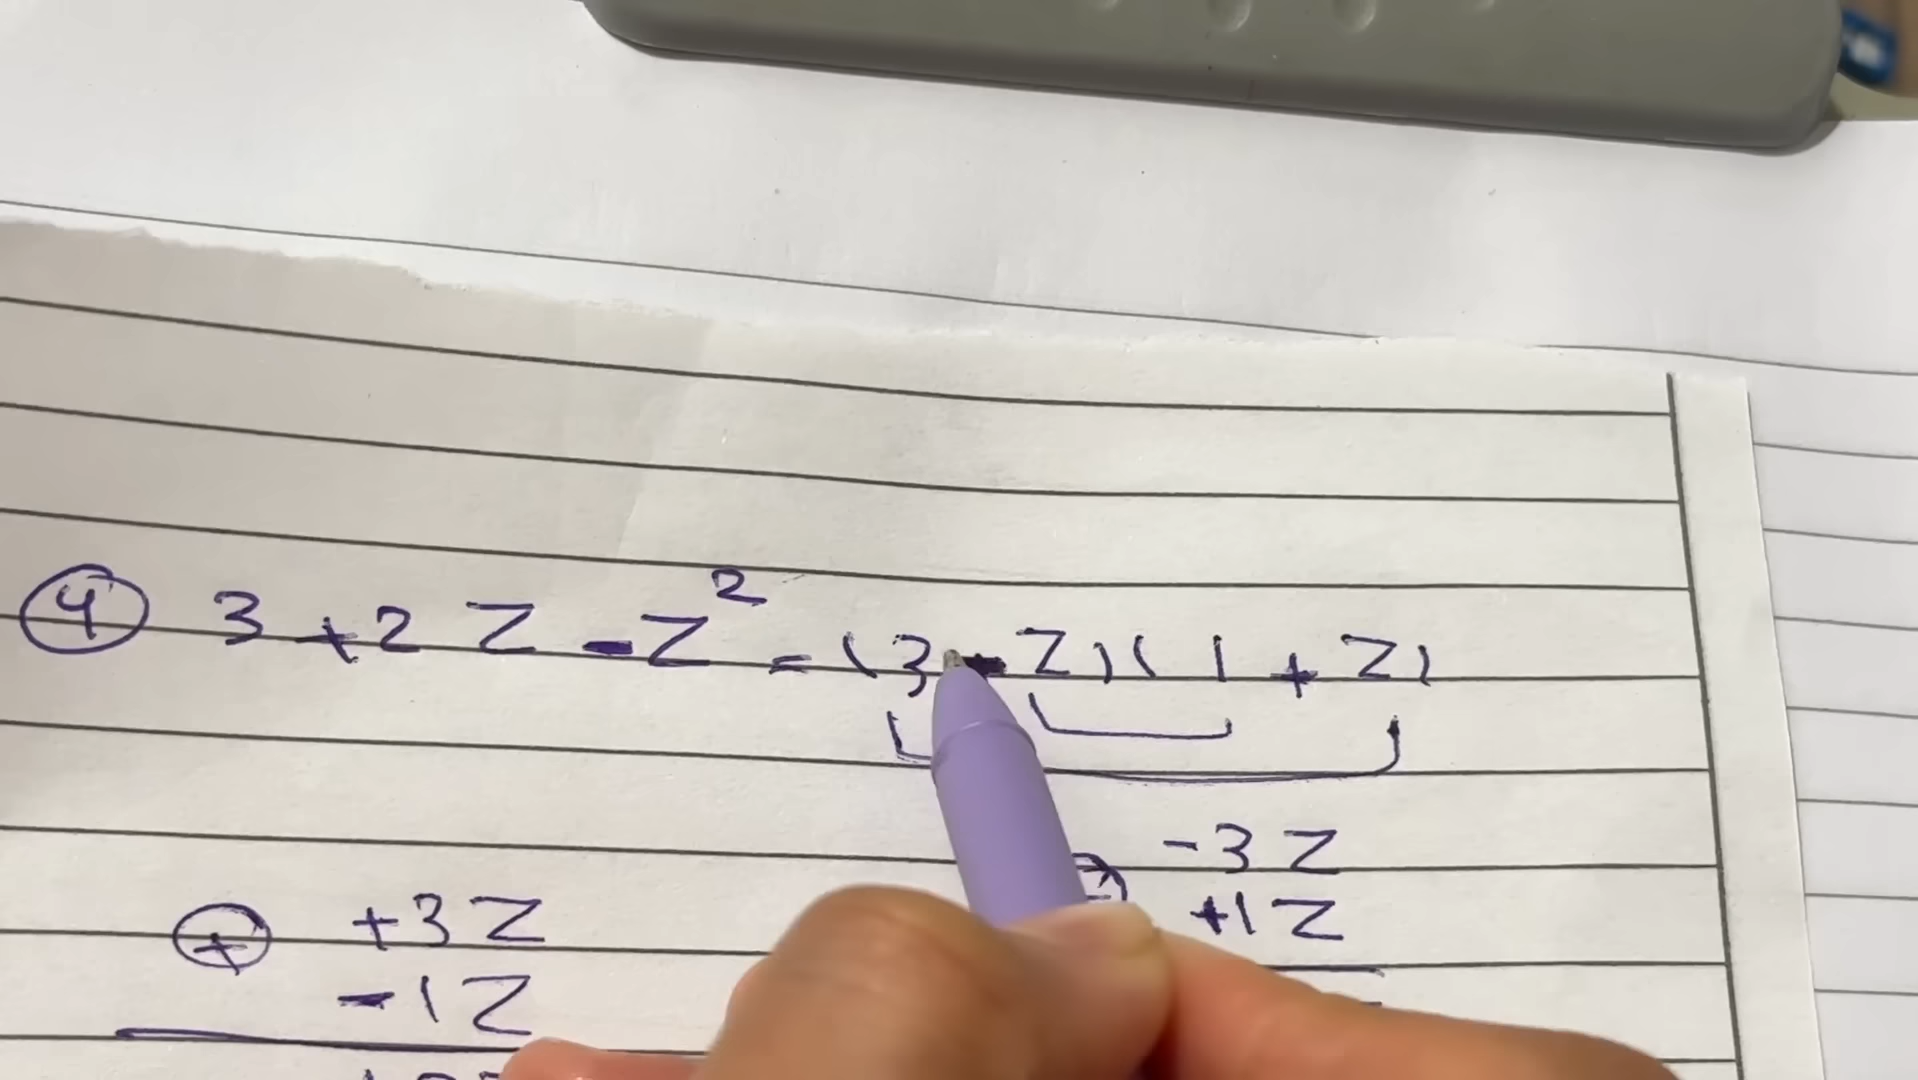 ④ 3 + 2 Z - Z² = (3 - Z)(1 + Z)
- 3 Z
+ 1 Z
+ + 3 Z
- 1 Z